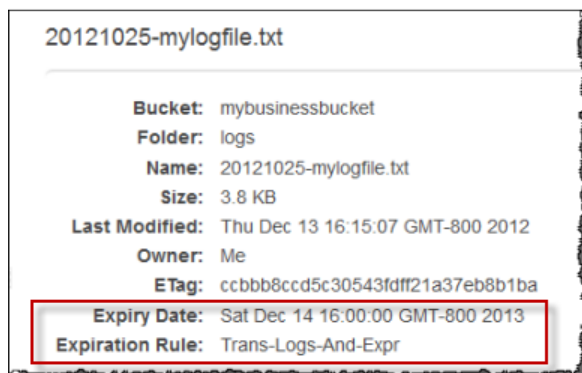 20121025-mylogfile.txt
Bucket: mybusinessbucket
Folder: logs
Name: 20121025-mylogfile.txt
Size: 3.8 KB
Last Modified: Thu Dec 13 16:15:07 GMT-800 2012
Owner: Me
ETag: ccbbb8ccd5c30543fdff21a37eb8b1ba
Expiry Date: Sat Dec 14 16:00:00 GMT-800 2013
Expiration Rule: Trans-Logs-And-Expr